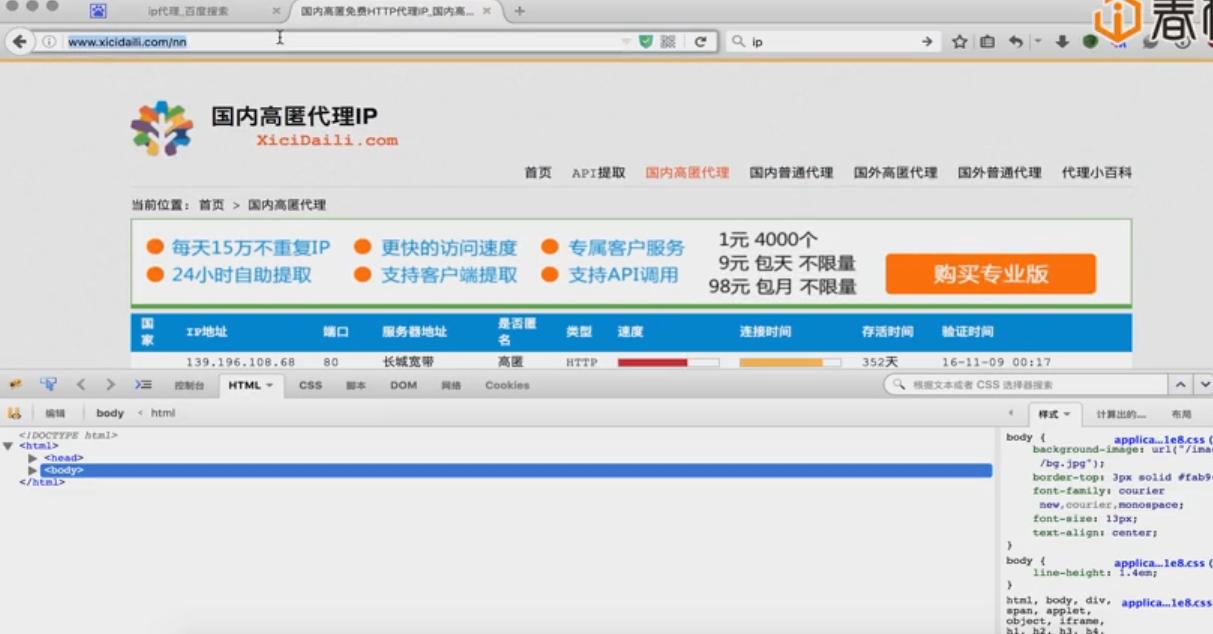 ip代理_百度搜索
国内高匿免费HTTP代理IP_国内高...
www.xicidaili.com/nn
ip
国内高匿代理IP
XiciDaili.com
首页 API提取 国内高匿代理 国内普通代理 国外高匿代理 国外普通代理 代理小百科
当前位置: 首页 > 国内高匿代理
每天15万不重复IP 更快的访问速度 专属客户服务
24小时自助提取 支持客户端提取 支持API调用
1元 4000个
9元 包天 不限量
98元 包月 不限量
购买专业版
国家 IP地址 端口 服务器地址 是否匿名 类型 速度 连接时间 存活时间 验证时间
139.196.108.68 80 长城宽带 高匿 HTTP 352天 16-11-09 00:17
控制台 HTML CSS 脚本 DOM 网络 Cookies
根据文本或者 CSS 选择器搜索
编辑 body < html
样式 计算出的... 布局
<!DOCTYPE html>
<html>
<head>
<body>
</html>
body { applica...1e8.css (
background-image: url("/ima
/bg.jpg");
border-top: 3px solid #fab9
font-family: courier
new,courier,monospace;
font-size: 13px;
text-align: center;
}
body { applica...1e8.css (
line-height: 1.4em;
}
html, body, div, applica...1e8.css
span, applet,
object, iframe,
h1, h2, h3, h4,